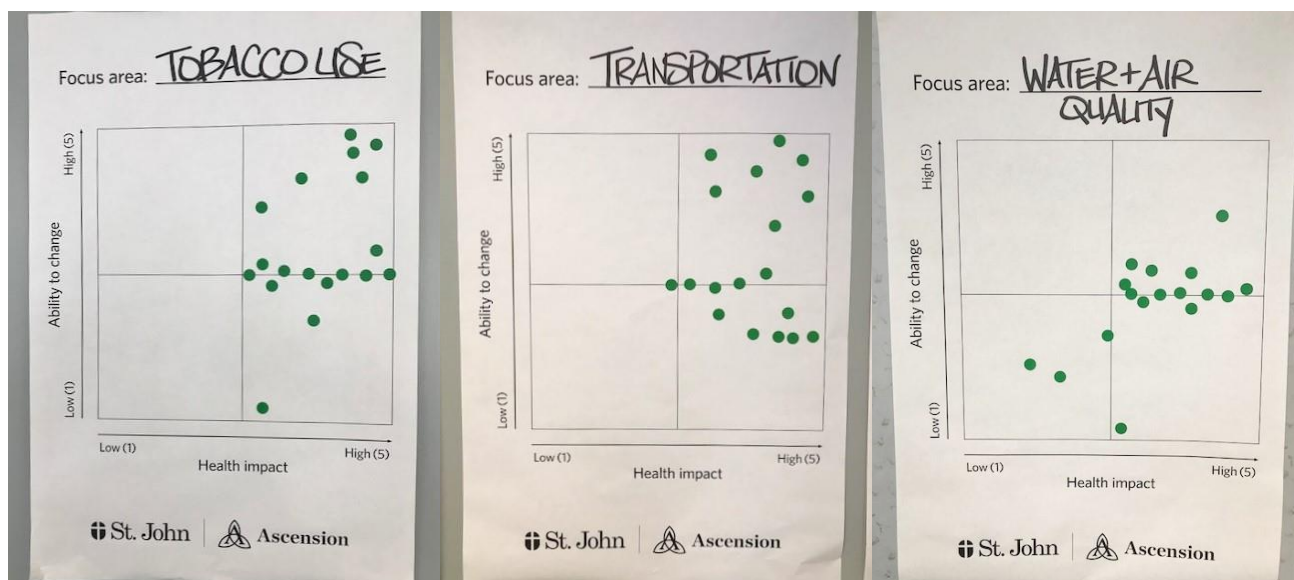 Focus area: TOBACCO USE
High (5)
Ability to change
Low (1)
Low (1)
High (5)
Health impact
St. John
Ascension
Focus area: TRANSPORTATION
High (5)
Ability to change
Low (1)
Low (1)
High (5)
Health impact
St. John
Ascension
Focus area: WATER+AIR
QUALITY
High (5)
Ability to change
Low (1)
Low (1)
High (5)
Health impact
St. John
Ascension